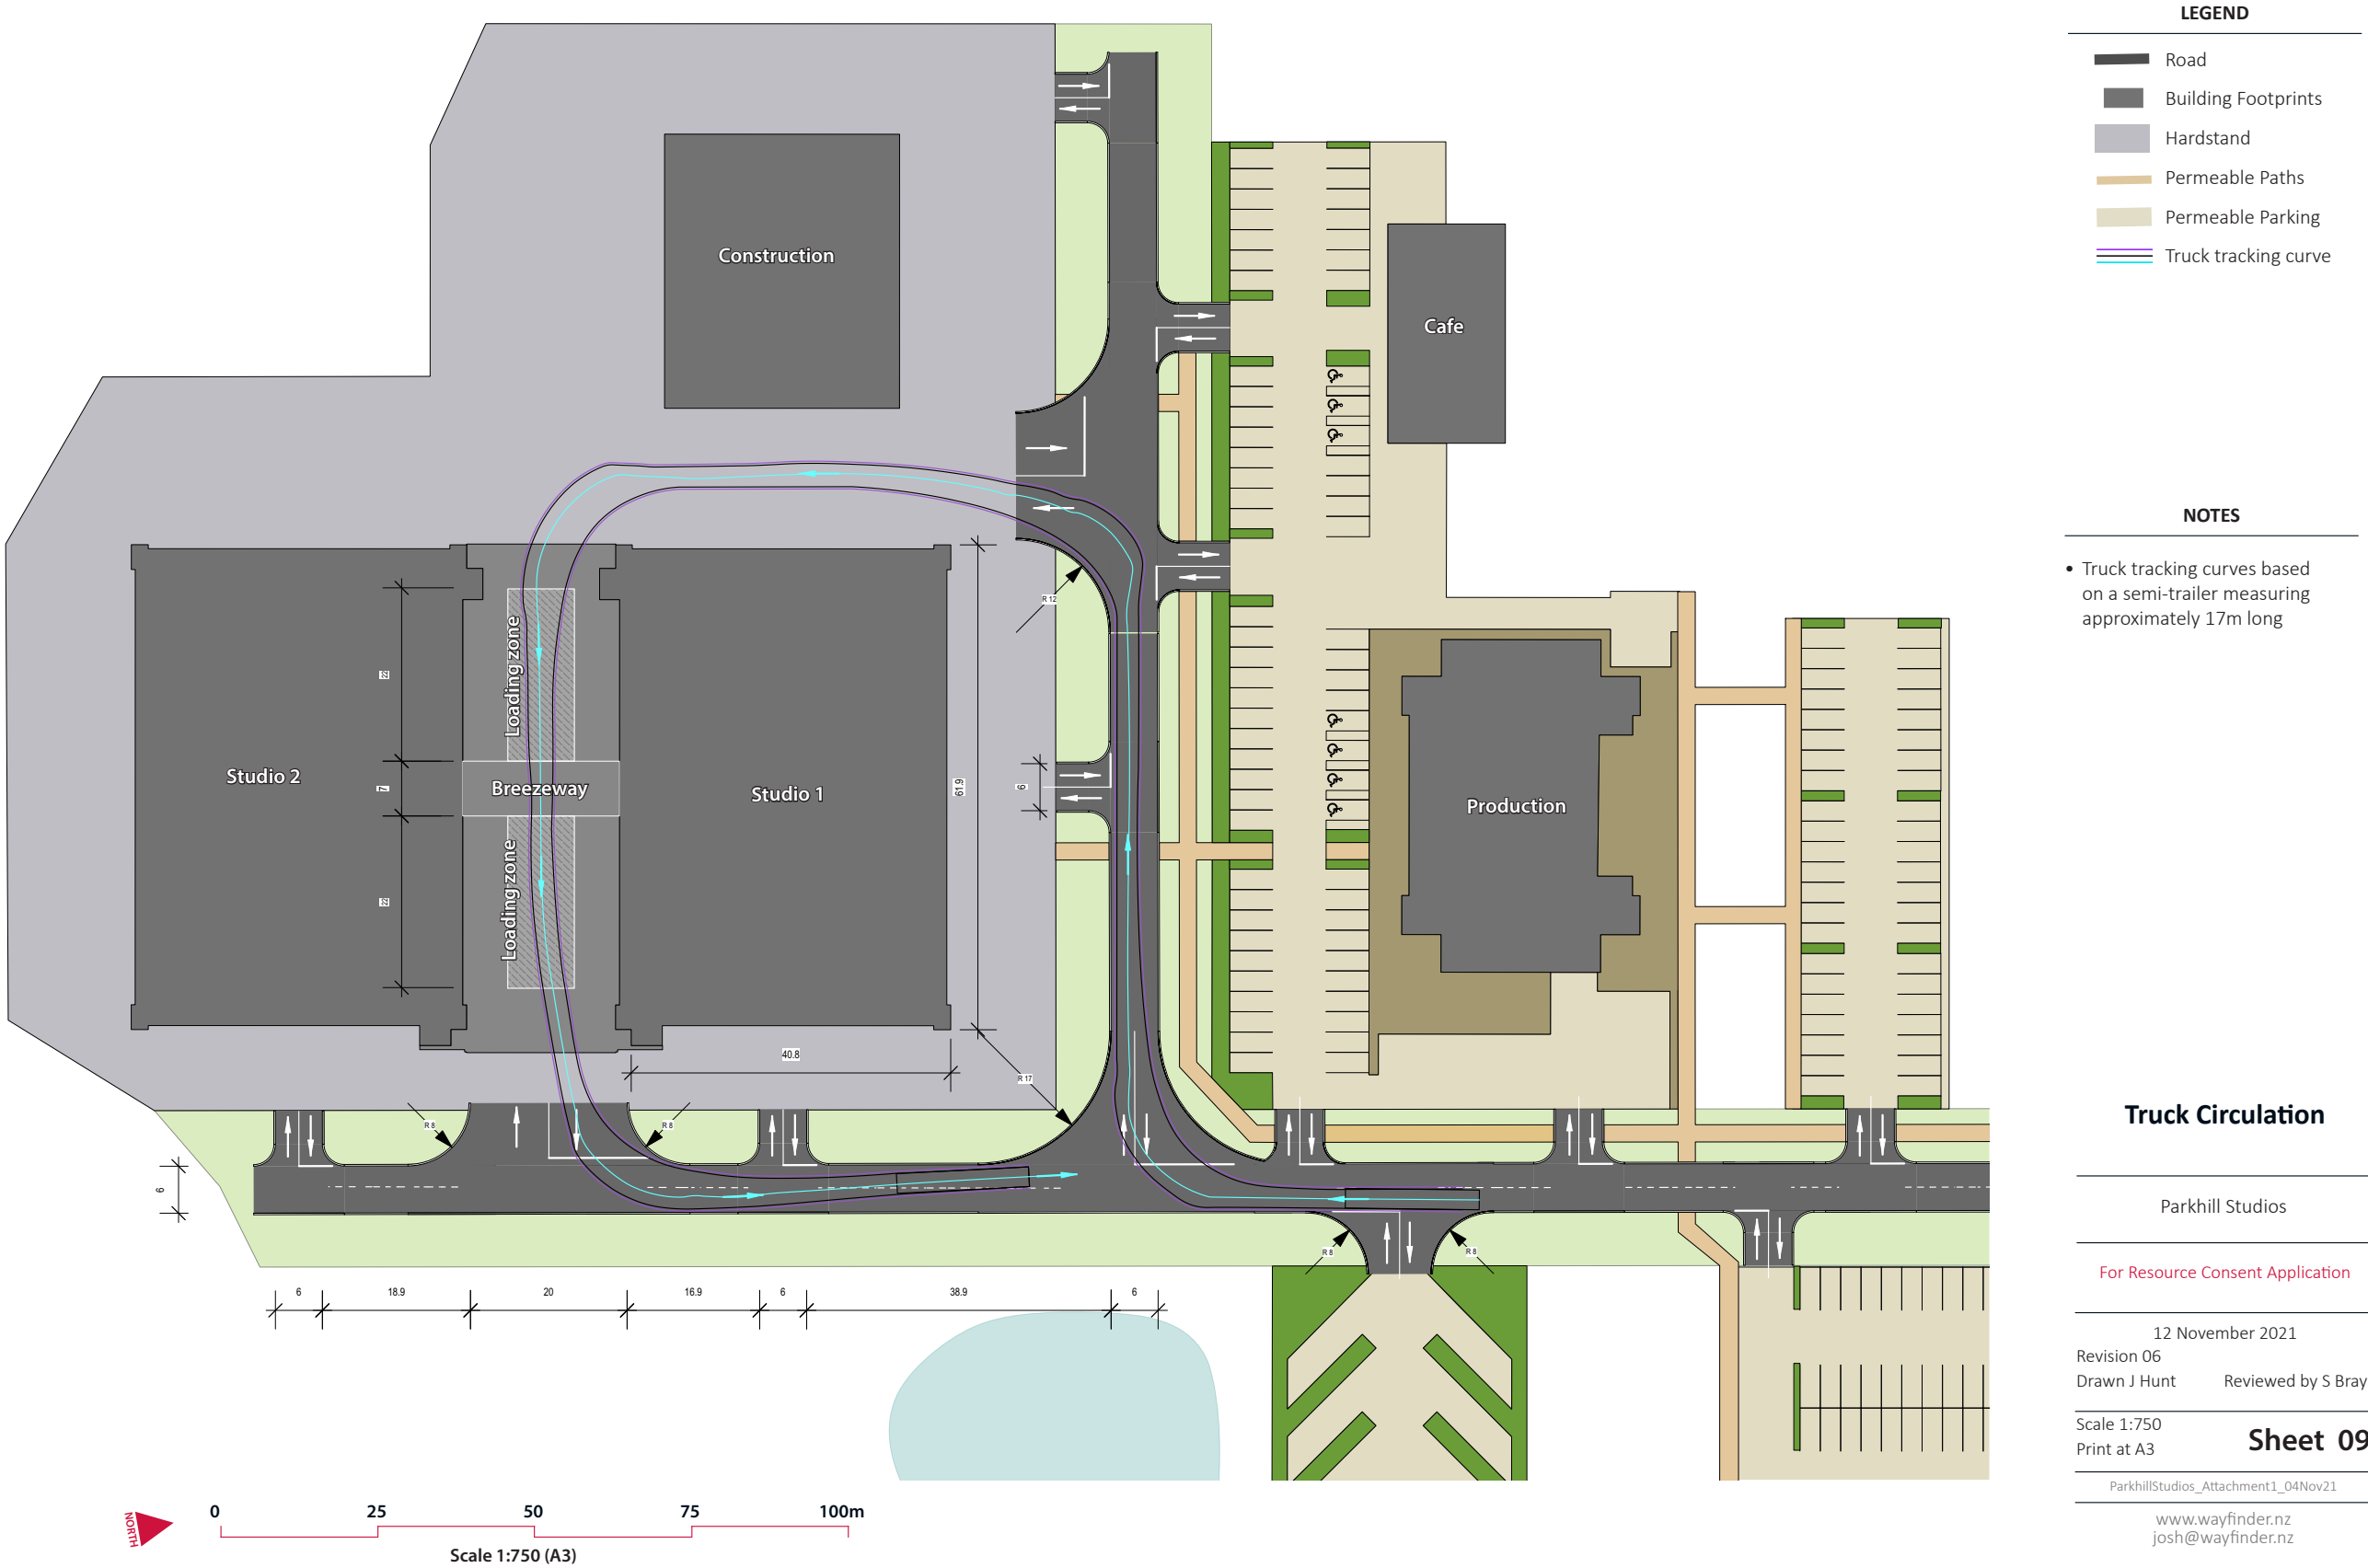 LEGEND
Road
Building Footprints
Hardstand
Permeable Paths
Permeable Parking
Truck tracking curve
NOTES
• Truck tracking curves based
on a semi-trailer measuring
approximately 17m long
Construction
Cafe
Studio 2
Loading zone
Breezeway
Loading zone
Studio 1
Production
22
7
22
61.9
6
40.8
R 12
R 17
R 8
R 8
R 8
R 8
6
6
18.9
20
16.9
6
38.9
6
NORTH
0 25 50 75 100m
Scale 1:750 (A3)
Truck Circulation
Parkhill Studios
For Resource Consent Application
12 November 2021
Revision 06
Drawn J Hunt Reviewed by S Bray
Scale 1:750
Print at A3
Sheet 09
ParkhillStudios_Attachment1_04Nov21
www.wayfinder.nz
josh@wayfinder.nz